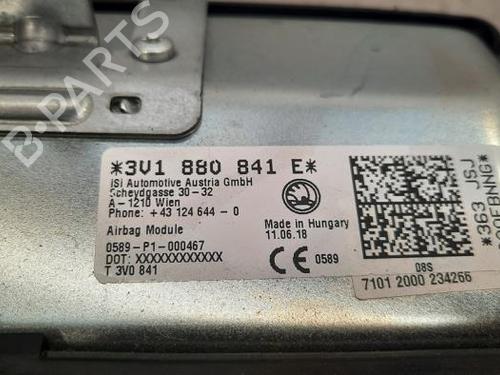 *3V1 880 841 E*
iSi Automotive Austria GmbH
Scheydgasse 30-32
A-1210 Wien
Phone: +43 124 644-0
Airbag Module
0589-P1-000467
DOT: XXXXXXXXXXXXX
T 3V0 841
Made in Hungary
11.06.18
CE 0589
*363 JSJ
08S
7101 2000 234266
B-PARTS